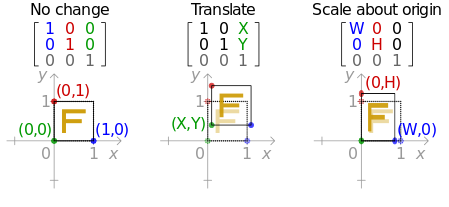 No change
1 0 0
0 1 0
0 0 1
y
1
(0,1)
F
(0,0)
(1,0)
0 1 x
Translate
1 0 X
0 1 Y
0 0 1
y
1
F
(X,Y)
0 1 x
Scale about origin
W 0 0
0 H 0
0 0 1
y
(0,H)
1
F
(W,0)
0 1 x